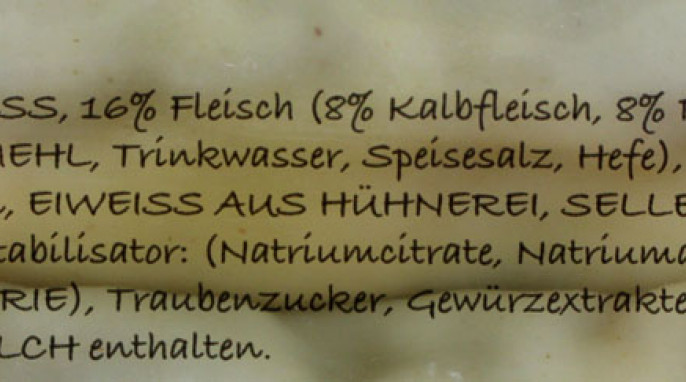 SS, 16% Fleisch (8% Kalbfleisch, 8%
EHL, Trinkwasser, Speisesalz, Hefe),
, EIWEISS AUS HÜHNEREI, SELLE
tabilisator: (Natriumcitrate, Natriuma
RIE), Traubenzucker, Gewürzextrakte
LCH enthalten.